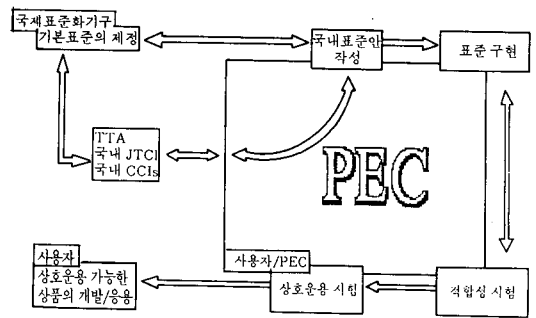 국제표준화기구
기본표준의 제정
국내표준안
작성
표준구현
TTA
국내 JTC1
국내 CCIs
PEC
사용자/PEC
사용자
상호운용 가능한
상품의 개발/응용
상호운용 시험
적합성 시험